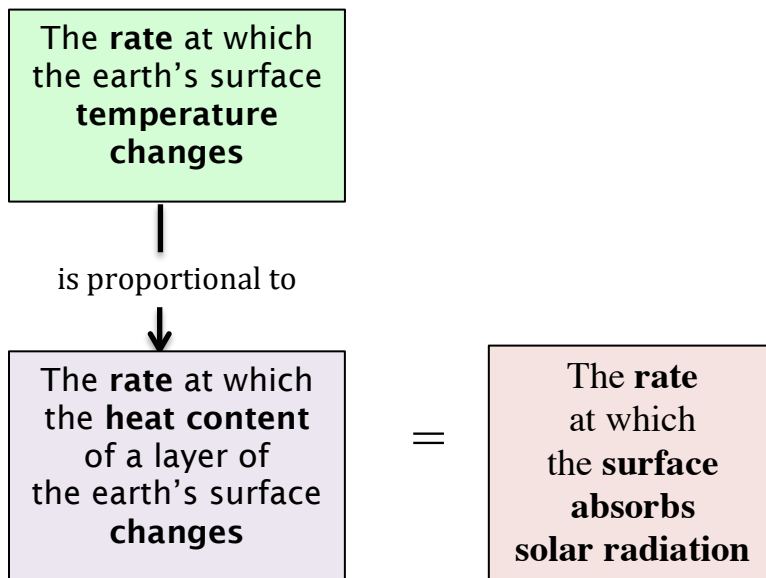 The rate at which
the earth’s surface
temperature
changes
is proportional to
The rate at which
the heat content
of a layer of
the earth’s surface
changes
=
The rate
at which
the surface
absorbs
solar radiation